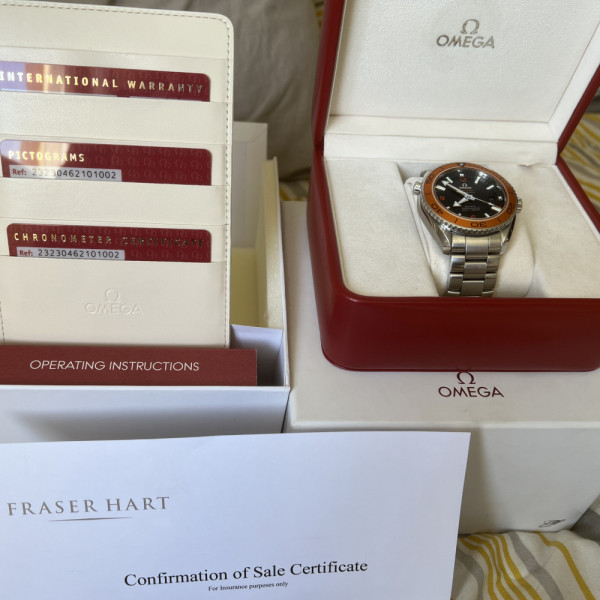 INTERNATIONAL WARRANTY
PICTOGRAMS
Ref: 23230462101002
CHRONOMETER CERTIFICATE
Ref: 23230462101002
OMEGA
OPERATING INSTRUCTIONS
OMEGA
OMEGA
FRASER HART
Confirmation of Sale Certificate
For Insurance purposes only